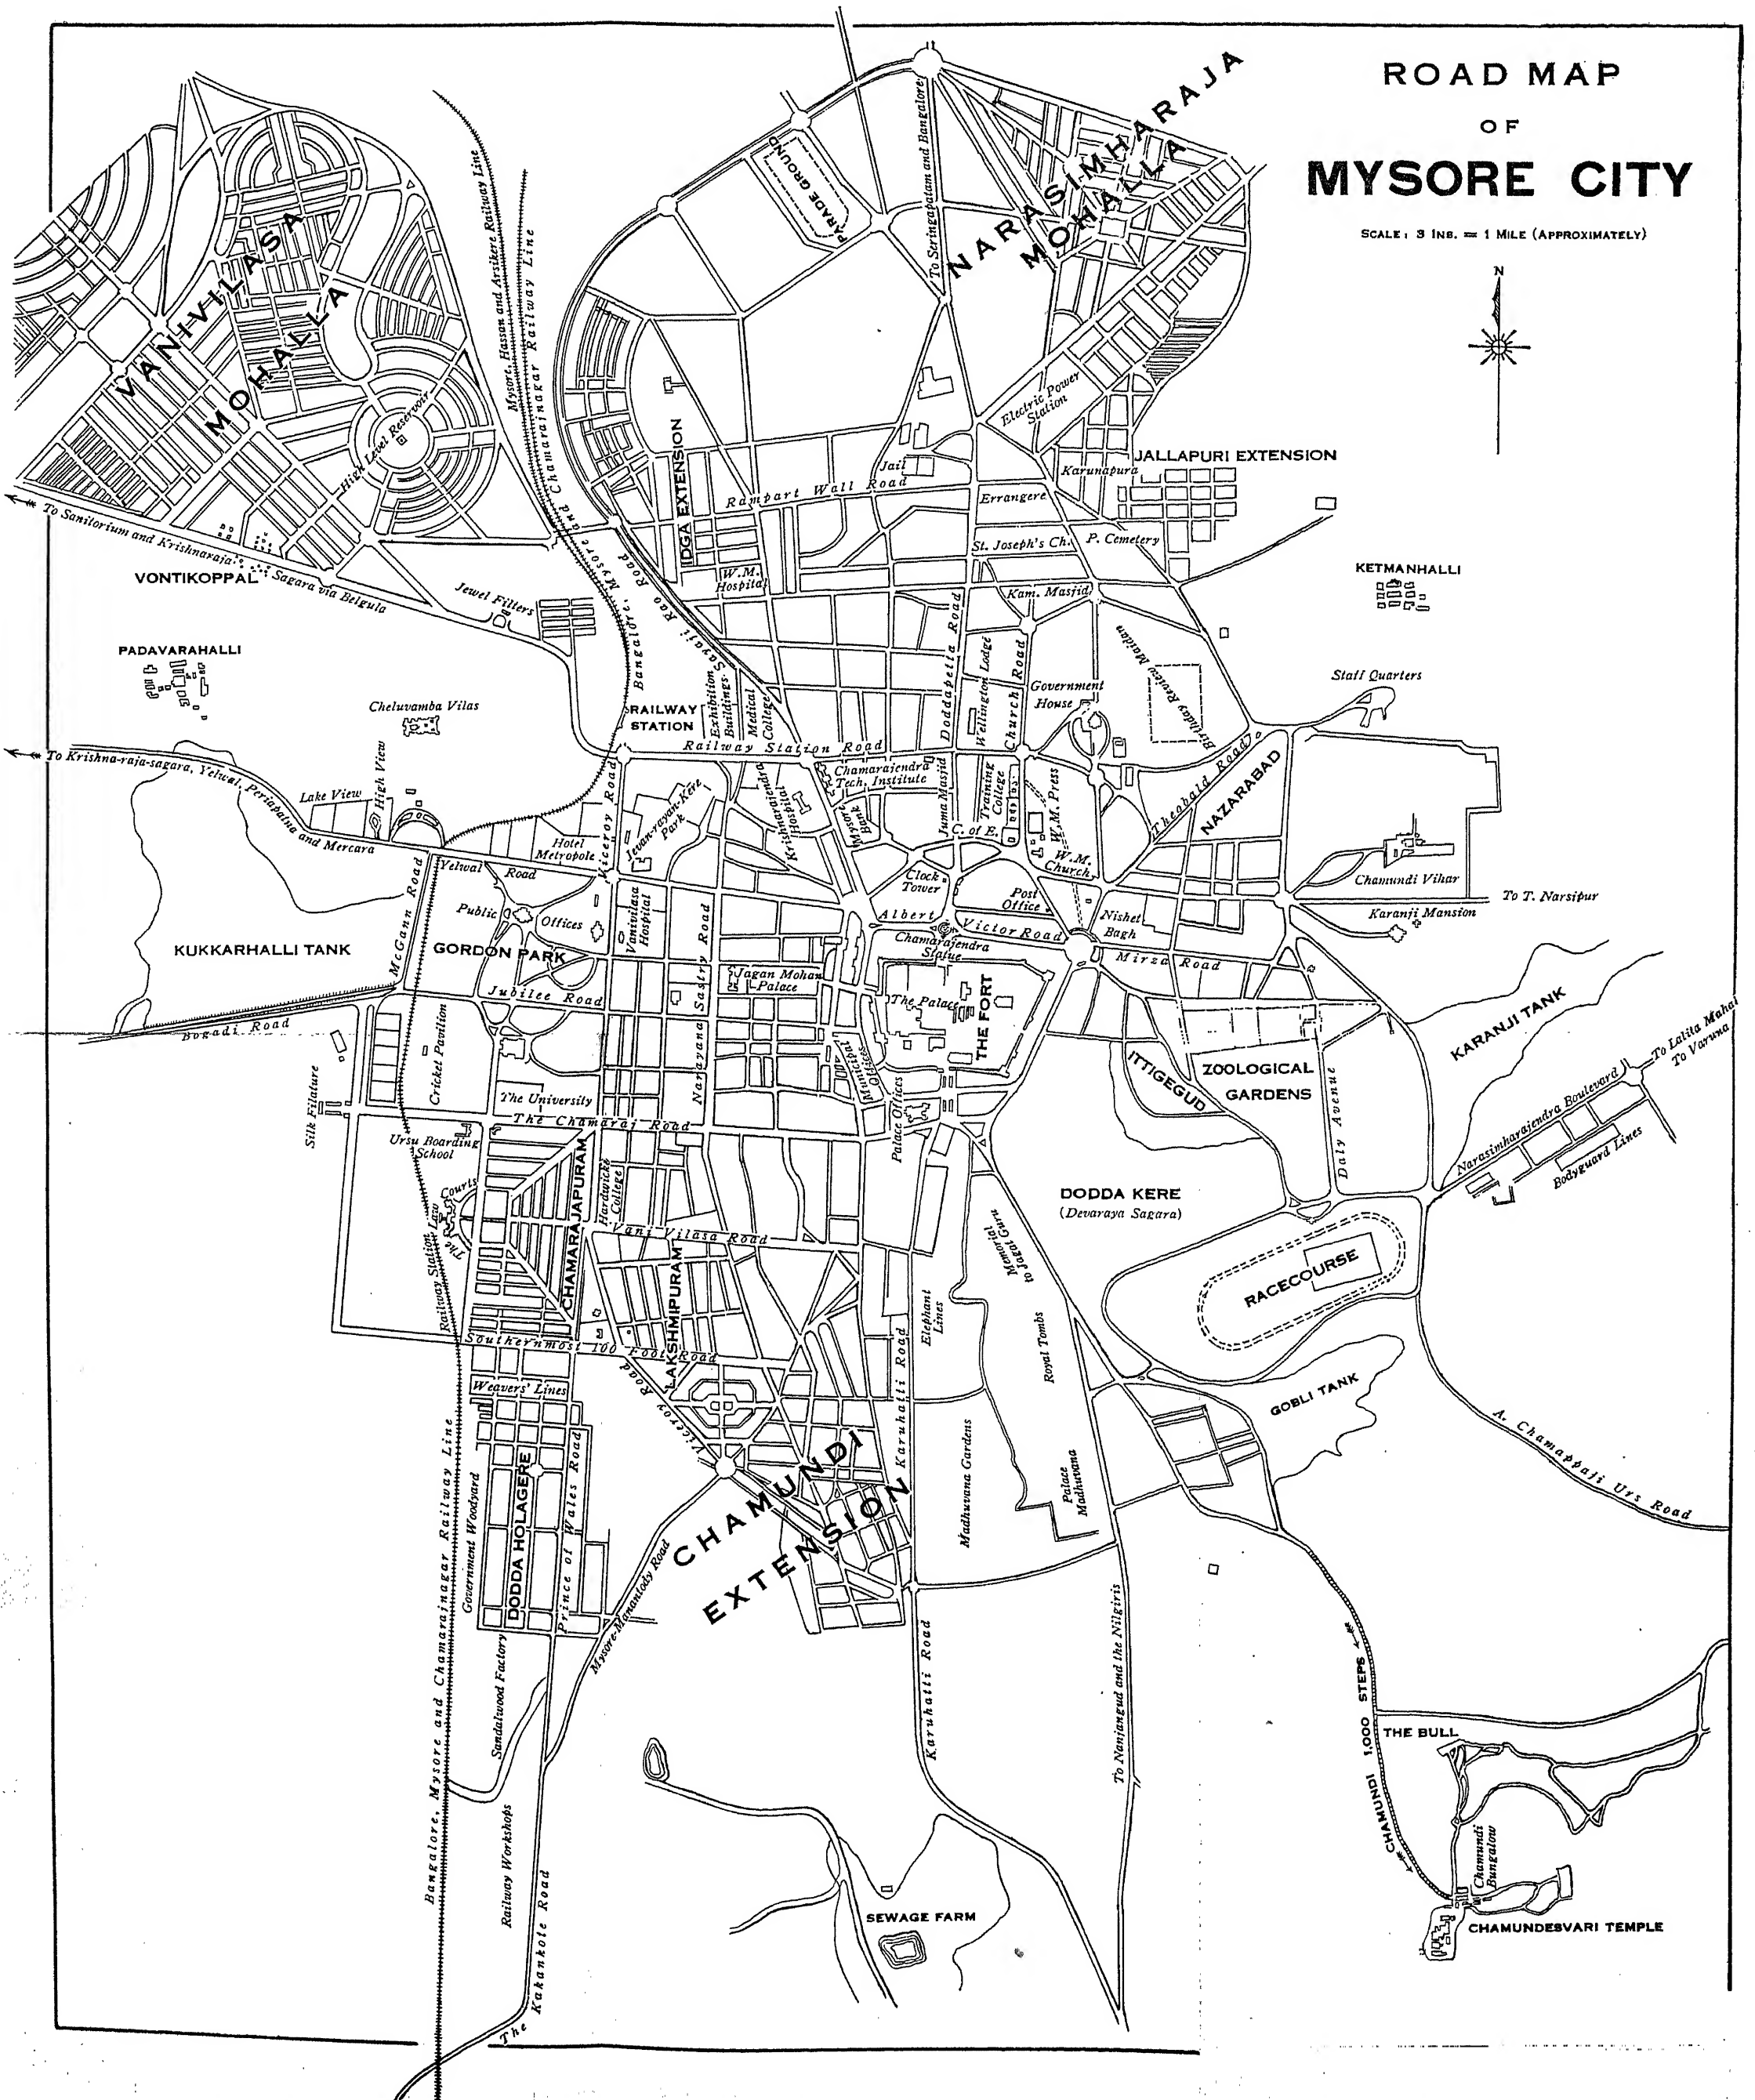 ROAD MAP
OF
MYSORE CITY
SCALE: 3 INS. = 1 MILE (APPROXIMATELY)
N
NARASIMHARAJA
MOHALLA
PARADE GROUND
To Seringapatam and Bangalore
Mysore, Hassan and Arsikere Railway Line
Bangalore, Mysore and Chamarajnagar Railway Line
VANIVILASA
MOHALLA
High Level Reservoir
To Sanitorium and Krishnaraja
Sagara via Belgula
VONTIKOPPAL
Jewel Filters
PADAVARAHALLI
Cheluvamba Vilas
IDGA EXTENSION
Electric Power
Station
Jail
Rampart Wall Road
Karunapura
JALLAPURI EXTENSION
Errangere
St. Joseph's Ch.
P. Cemetery
KETMANHALLI
W.M.
Hospital
Kam. Masjid
Sayaji Rao Road
Doddapetta Road
Wellington Lodge
Church Road
Government
House
Birthday Review Maidan
Staff Quarters
RAILWAY
STATION
Exhibition
Buildings
Medical
College
Railway Station Road
To Krishna-raja-sagara, Yelwal, Periapatna and Mercara
Lake View
High View
Viceroy Road
Jevan-rayan-Kere
Park
Krishnarajendra
Hospital
Chamarajendra
Tech. Institute
Mysore
Bank
Juma Masjid
Training
College
C. of E.
W.M. Press
Theobald Road
NAZARABAD
Hotel
Metropole
W.M.
Church
Clock
Tower
Post
Office
Chamundi Vihar
To T. Narsipur
Karanji Mansion
McGann Road
Yelwal Road
Public Offices
GORDON PARK
Vanivilasa
Hospital
Albert Victor Road
Nishet
Bagh
Chamarajendra
Statue
Mirza Road
KUKKARHALLI TANK
Jubilee Road
Bogadi Road
Narayana Sastry Road
Jagan Mohan
Palace
The Palace
THE FORT
KARANJI TANK
To Lalita Mahal
To Varuna
Silk Filature
Cricket Pavilion
The University
The Chamaraj Road
Municipal
Offices
Palace Offices
ITTIGEGUD
ZOOLOGICAL
GARDENS
Daly Avenue
Narasimharajendra Boulevard
Bodyguard Lines
Ursu Boarding
School
The Law Courts
Railway Station
CHAMARAJAPURAM
Hardwicke
College
Vani Vilasa Road
LAKSHMIPURAM
DODDA KERE
(Devaraya Sagara)
Memorial
to Jagat Guru
RACECOURSE
Elephant
Lines
Royal Tombs
Southernmost 100 Foot Road
Viceroy Road
Weavers' Lines
GOBLI TANK
A. Chamappaji Urs Road
Karuhatti Road
CHAMUNDI
EXTENSION
Madhuvana Gardens
Palace
Madhuvana
Government Woodyard
DODDA HOLAGERE
Prince of Wales Road
Mysore-Manantody Road
Bangalore, Mysore and Chamarajnagar Railway Line
Sandalwood Factory
Karuhatti Road
To Nanjangud and the Nilgiris
CHAMUNDI 1,000 STEPS
THE BULL
Railway Workshops
Chamundi
Bungalow
SEWAGE FARM
CHAMUNDESVARI TEMPLE
The Kakankote Road